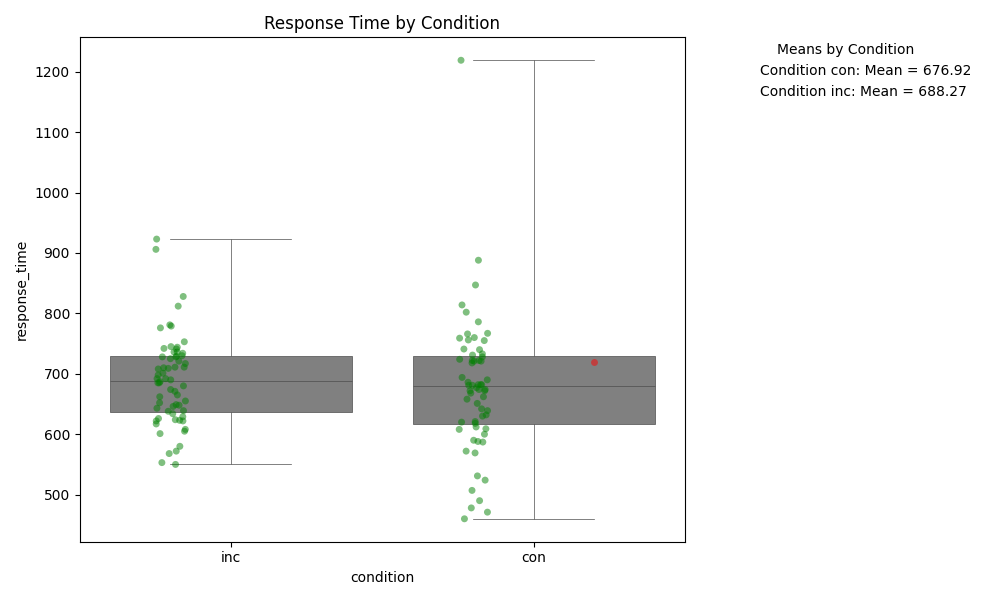 Response Time by Condition
Means by Condition
Condition con: Mean = 676.92
Condition inc: Mean = 688.27
response_time
1200
1100
1000
900
800
700
600
500
inc
con
condition